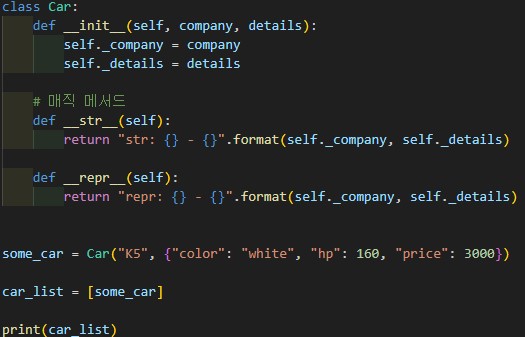 class Car:
    def __init__(self, company, details):
        self._company = company
        self._details = details
    # 매직 메서드
    def __str__(self):
        return "str: {} - {}".format(self._company, self._details)
    def __repr__(self):
        return "repr: {} - {}".format(self._company, self._details)
some_car = Car("K5", {"color": "white", "hp": 160, "price": 3000})
car_list = [some_car]
print(car_list)